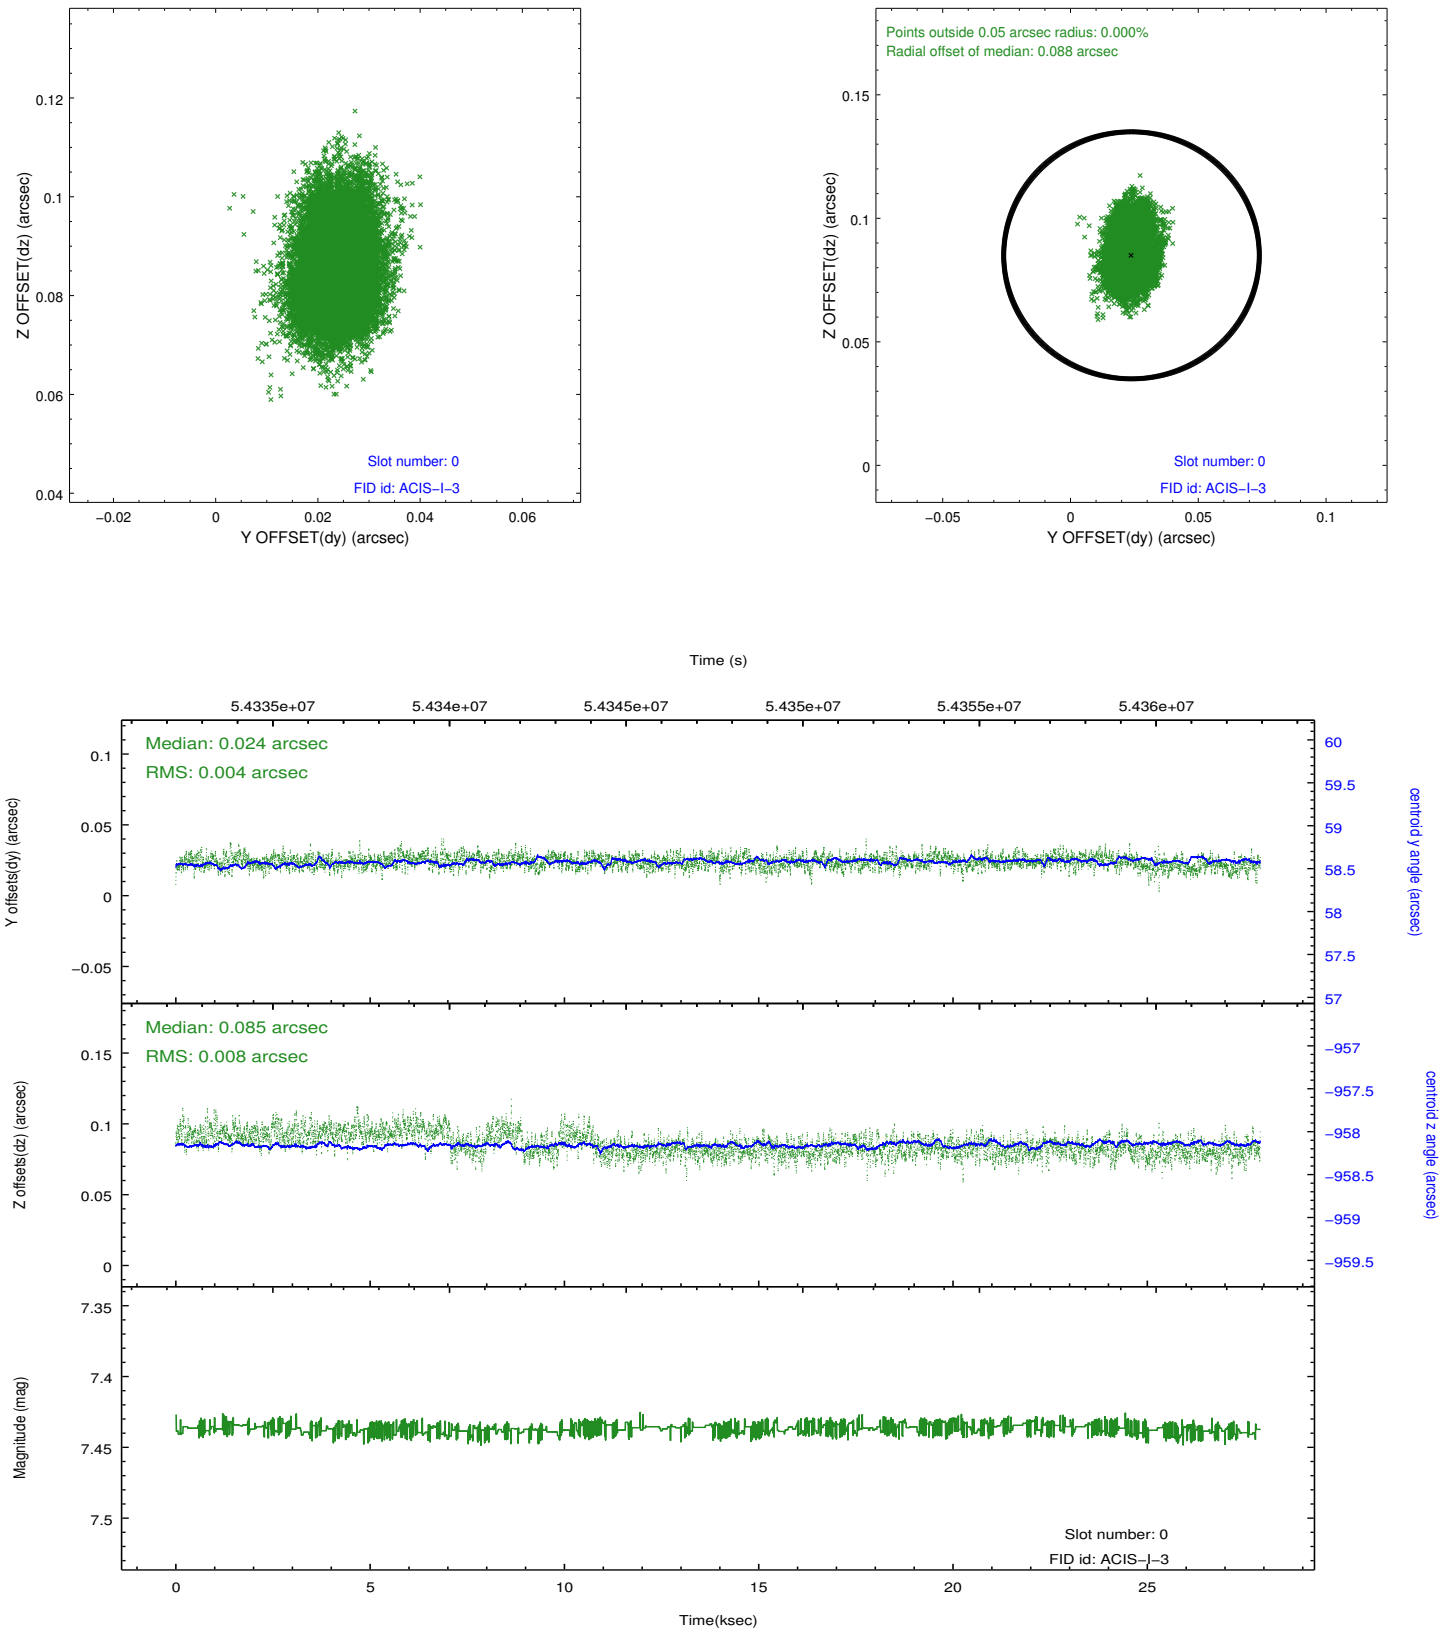 0.12
0.1
0.08
0.06
0.04
Z OFFSET(dz) (arcsec)
Slot number: 0
FID id: ACIS−I−3
−0.02 0 0.02 0.04 0.06
Y OFFSET(dy) (arcsec)
Points outside 0.05 arcsec radius: 0.000%
Radial offset of median: 0.088 arcsec
0.15
0.1
0.05
0
Z OFFSET(dz) (arcsec)
Slot number: 0
FID id: ACIS−I−3
−0.05 0 0.05 0.1
Y OFFSET(dy) (arcsec)
Time (s)
5.4335e+07 5.434e+07 5.4345e+07 5.435e+07 5.4355e+07 5.436e+07
Median: 0.024 arcsec
RMS: 0.004 arcsec
0.1
0.05
0
−0.05
Y offsets(dy) (arcsec)
60
59.5
59
58.5
58
57.5
57
centroid y angle (arcsec)
Median: 0.085 arcsec
RMS: 0.008 arcsec
0.15
0.1
0.05
0
Z offsets(dz) (arcsec)
−957
−957.5
−958
−958.5
−959
−959.5
centroid z angle (arcsec)
7.35
7.4
7.45
7.5
Magnitude (mag)
Slot number: 0
FID id: ACIS−I−3
0 5 10 15 20 25
Time(ksec)